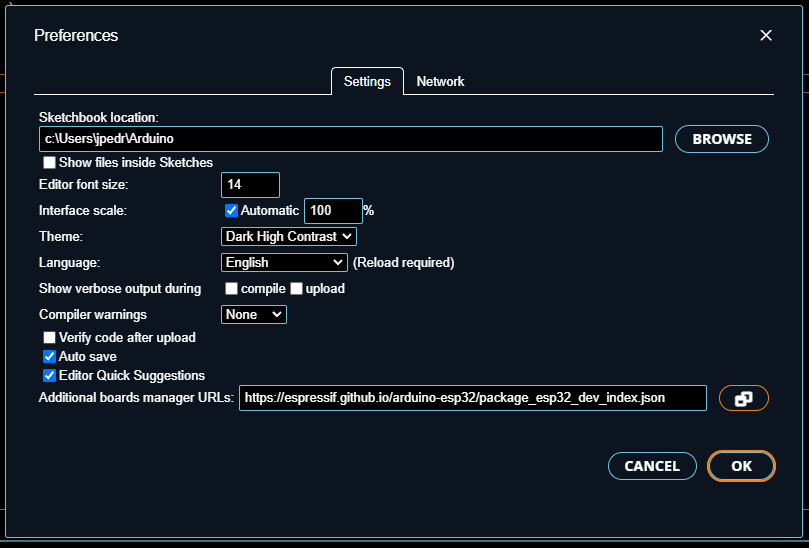 Preferences
Settings Network
Sketchbook location:
c:\Users\jpedr\Arduino
BROWSE
Show files inside Sketches
Editor font size: 14
Interface scale: Automatic 100 %
Theme: Dark High Contrast
Language: English (Reload required)
Show verbose output during compile upload
Compiler warnings None
Verify code after upload
Auto save
Editor Quick Suggestions
Additional boards manager URLs: https://espressif.github.io/arduino-esp32/package_esp32_dev_index.json
CANCEL OK